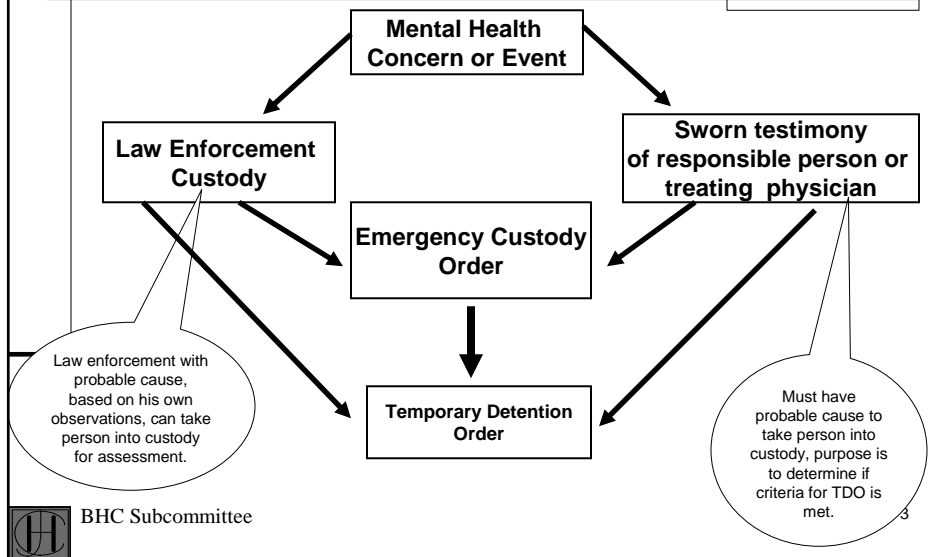 Mental Health
Concern or Event
Law Enforcement
Custody
Sworn testimony
of responsible person or
treating physician
Emergency Custody
Order
Law enforcement with
probable cause,
based on his own
observations, can take
person into custody
for assessment.
Temporary Detention
Order
Must have
probable cause to
take person into
custody, purpose is
to determine if
criteria for TDO is
met.
BHC Subcommittee
3